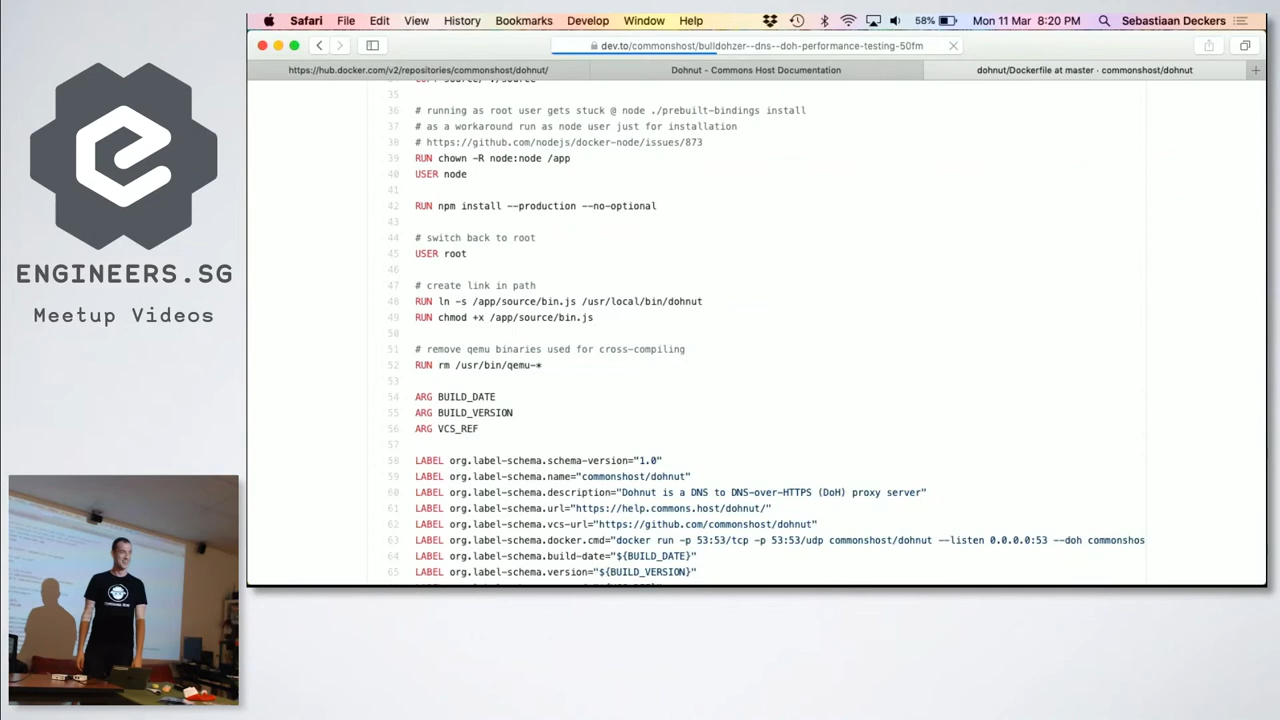 Safari File Edit View History Bookmarks Develop Window Help 58% Mon 11 Mar 8:20 PM Sebastiaan Deckers
dev.to/commonshost/bulldohzer--dns--doh-performance-testing-50fm
https://hub.docker.com/v2/repositories/commonshost/dohnut/ Dohnut - Commons Host Documentation dohnut/Dockerfile at master · commonshost/dohnut
35
36 # running as root user gets stuck @ node ./prebuilt-bindings install
37 # as a workaround run as node user just for installation
38 # https://github.com/nodejs/docker-node/issues/873
39 RUN chown -R node:node /app
40 USER node
41
42 RUN npm install --production --no-optional
43
44 # switch back to root
45 USER root
46
47 # create link in path
48 RUN ln -s /app/source/bin.js /usr/local/bin/dohnut
49 RUN chmod +x /app/source/bin.js
50
51 # remove qemu binaries used for cross-compiling
52 RUN rm /usr/bin/qemu-*
53
54 ARG BUILD_DATE
55 ARG BUILD_VERSION
56 ARG VCS_REF
57
58 LABEL org.label-schema.schema-version="1.0"
59 LABEL org.label-schema.name="commonshost/dohnut"
60 LABEL org.label-schema.description="Dohnut is a DNS to DNS-over-HTTPS (DoH) proxy server"
61 LABEL org.label-schema.url="https://help.commons.host/dohnut/"
62 LABEL org.label-schema.vcs-url="https://github.com/commonshost/dohnut"
63 LABEL org.label-schema.docker.cmd="docker run -p 53:53/tcp -p 53:53/udp commonshost/dohnut --listen 0.0.0.0:53 --doh commonshos
64 LABEL org.label-schema.build-date="${BUILD_DATE}"
65 LABEL org.label-schema.version="${BUILD_VERSION}"
ENGINEERS.SG
Meetup Videos